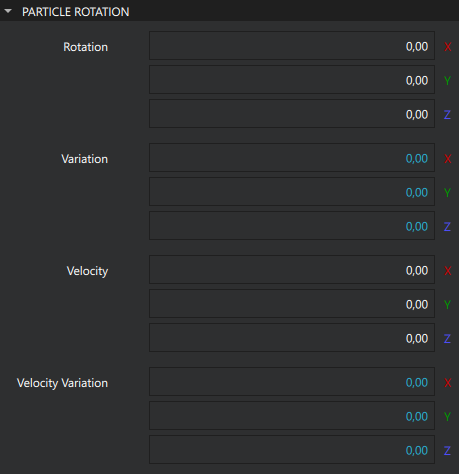 PARTICLE ROTATION
Rotation 0,00 X
0,00 Y
0,00 Z
Variation 0,00 X
0,00 Y
0,00 Z
Velocity 0,00 X
0,00 Y
0,00 Z
Velocity Variation 0,00 X
0,00 Y
0,00 Z